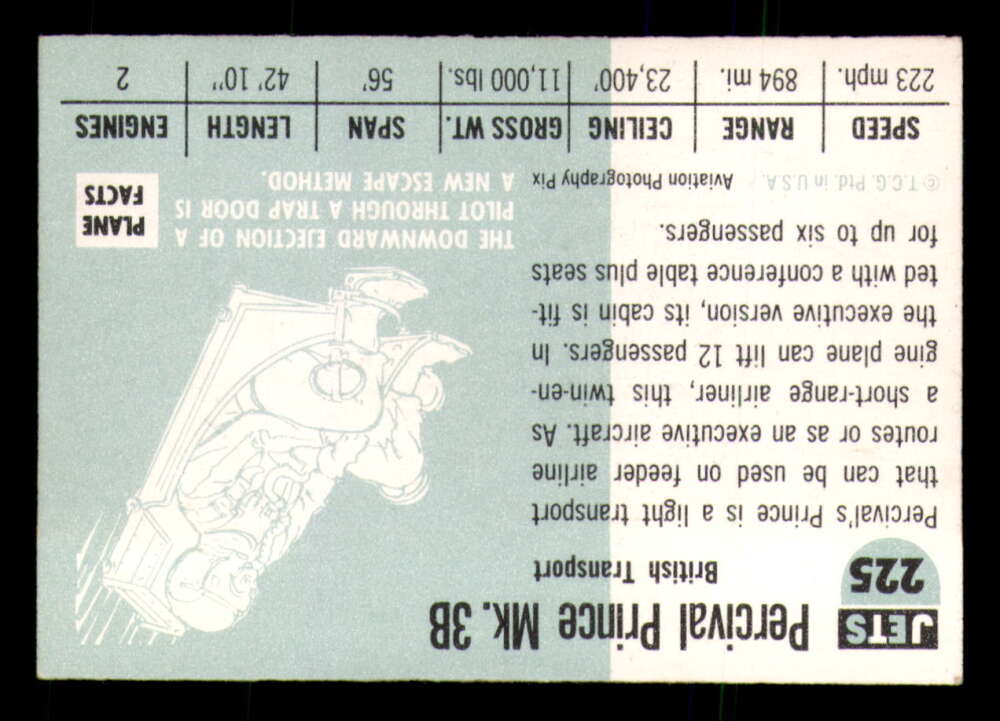 JETS
225
Percival Prince Mk. 3B
British Transport
Percival's Prince is a light transport
that can be used on feeder airline
routes or as an executive aircraft. As
a short-range airliner, this twin-en-
gine plane can lift 12 passengers. In
the executive version, its cabin is fit-
ted with a conference table plus seats
for up to six passengers.
© T.C.G. Ptd. in U.S.A. Aviation Photography Pix
THE DOWNWARD EJECTION OF A
PILOT THROUGH A TRAP DOOR IS
A NEW ESCAPE METHOD.
PLANE
FACTS
SPEED RANGE CEILING GROSS WT. SPAN LENGTH ENGINES
223 mph. 894 mi. 23,400' 11,000 lbs. 56' 42' 10" 2